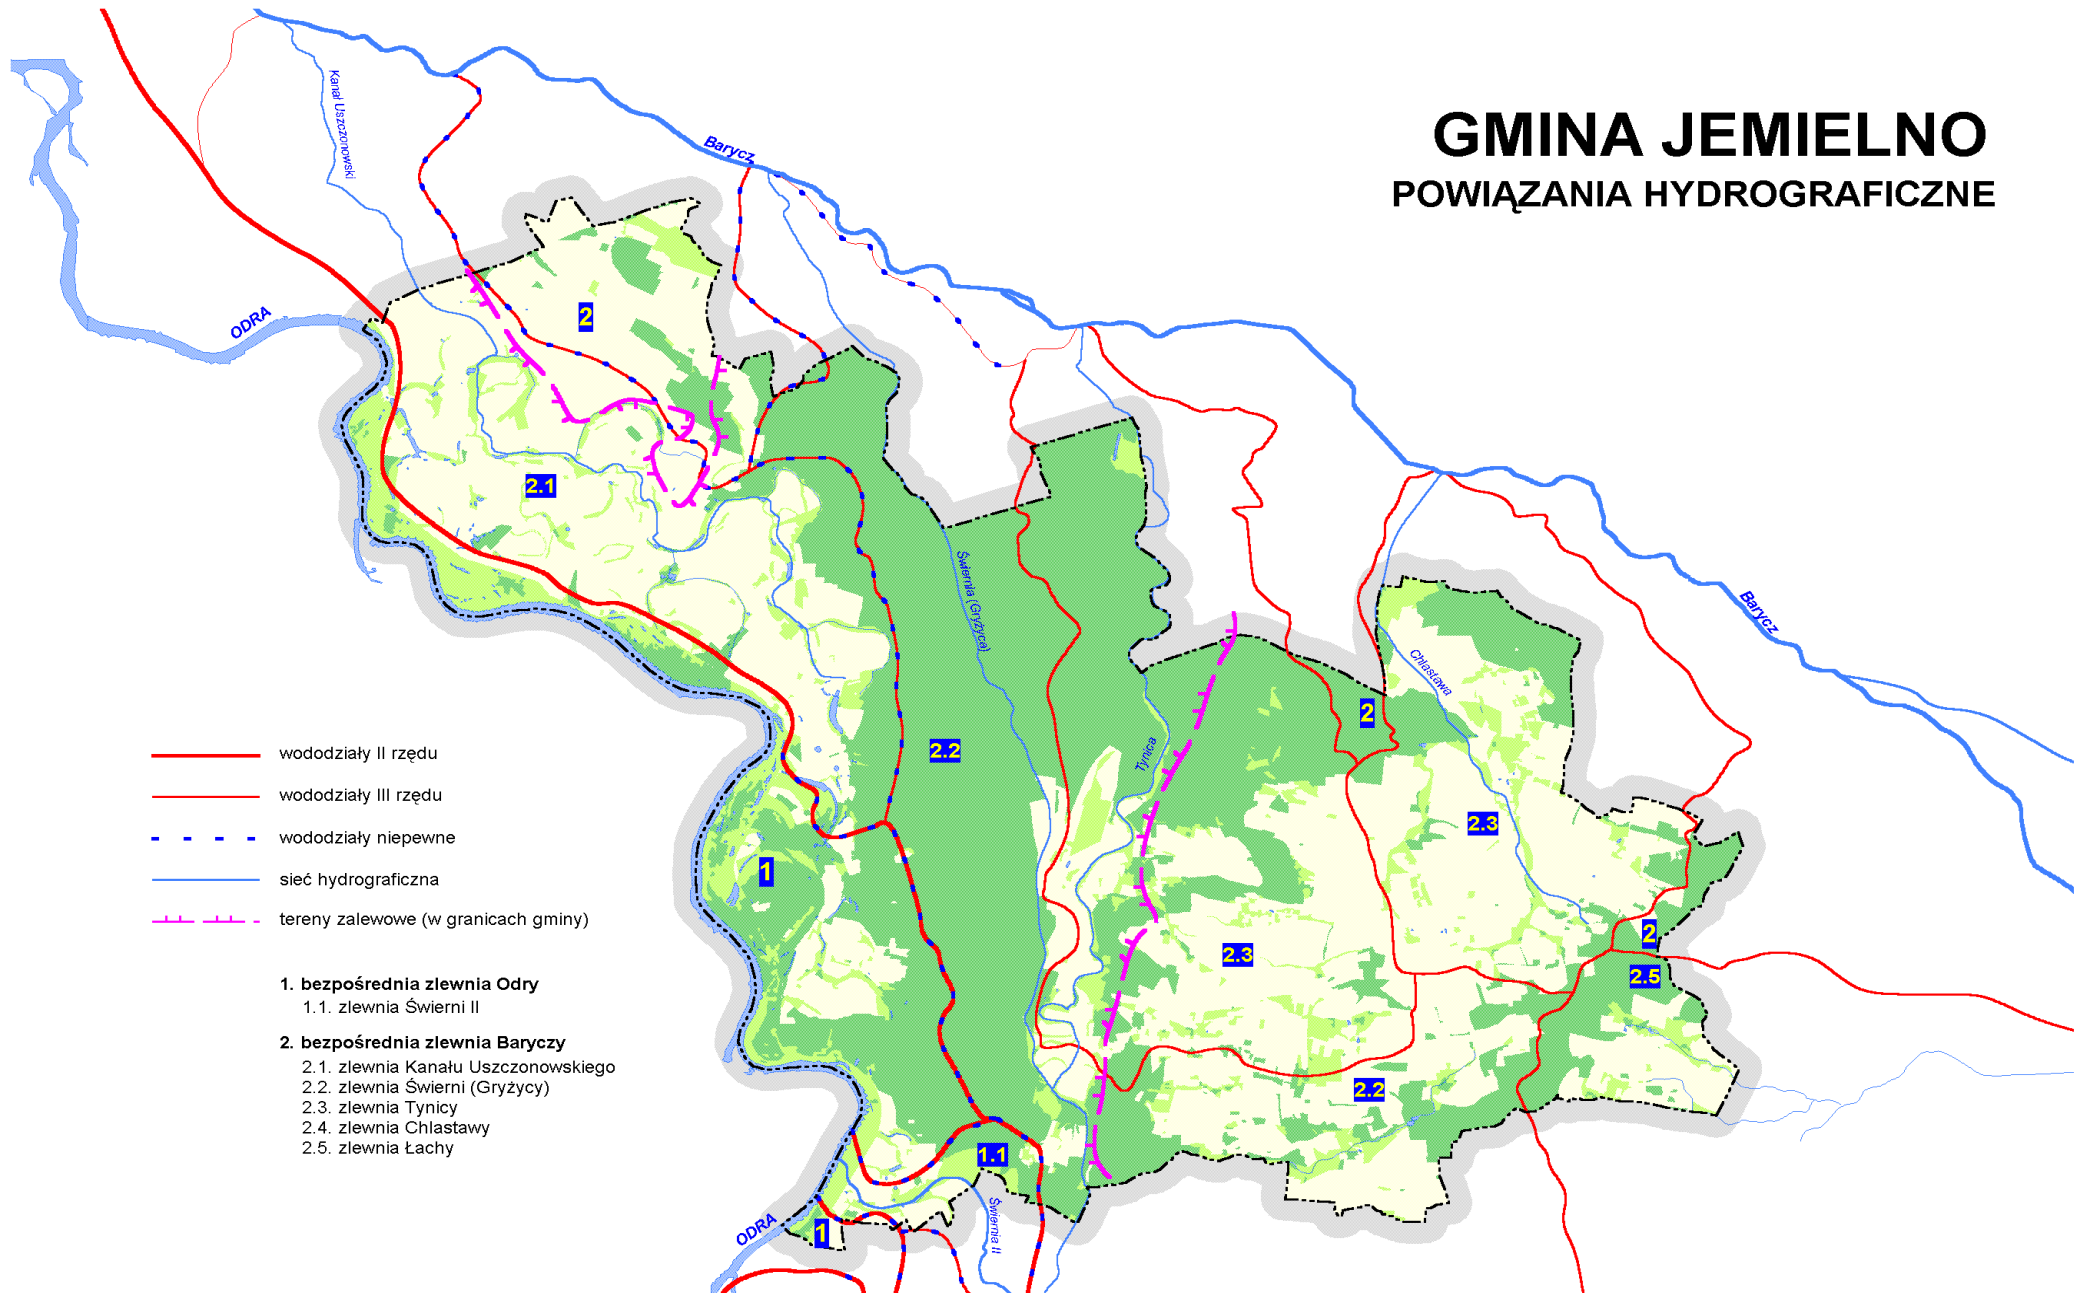 GMINA JEMIELNO
POWIĄZANIA HYDROGRAFICZNE
Kanał Uszczonowski
Barycz
ODRA
2
2.1
Świernia (Gryżyca)
Barycz
Chlastawa
2
2.2
Tynica
2.3
1
2
2.3
2.5
2.2
1.1
Świernia II
ODRA
1
wododziały II rzędu
wododziały III rzędu
wododziały niepewne
sieć hydrograficzna
tereny zalewowe (w granicach gminy)
1. bezpośrednia zlewnia Odry
1.1. zlewnia Świerni II
2. bezpośrednia zlewnia Baryczy
2.1. zlewnia Kanału Uszczonowskiego
2.2. zlewnia Świerni (Gryżycy)
2.3. zlewnia Tynicy
2.4. zlewnia Chlastawy
2.5. zlewnia Łachy